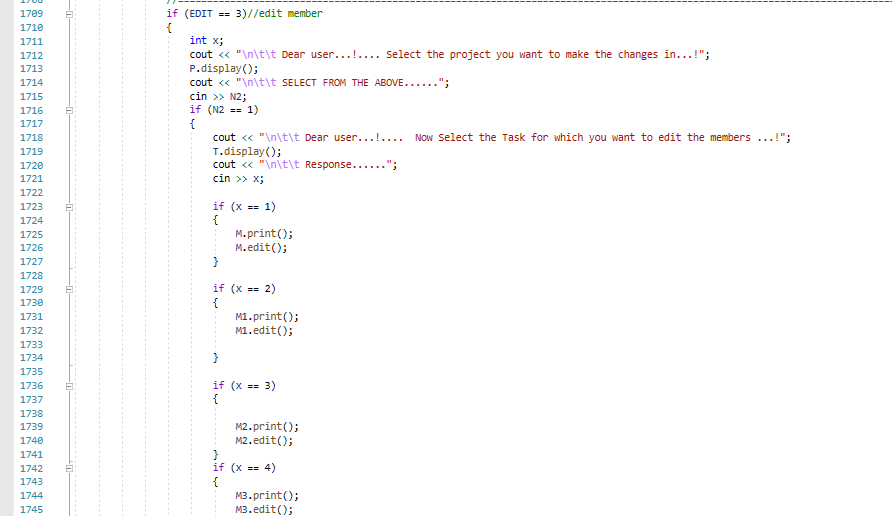 1708 //----------------------------------------------------------------------
1709 if (EDIT == 3)//edit member
1710 {
1711 int x;
1712 cout << "\n\t\t Dear user...!.... Select the project you want to make the changes in...!";
1713 P.display();
1714 cout << "\n\t\t SELECT FROM THE ABOVE......";
1715 cin >> N2;
1716 if (N2 == 1)
1717 {
1718 cout << "\n\t\t Dear user...!....  Now Select the Task for which you want to edit the members ...!";
1719 T.display();
1720 cout << "\n\t\t Response......";
1721 cin >> x;
1722
1723 if (x == 1)
1724 {
1725 M.print();
1726 M.edit();
1727 }
1728
1729 if (x == 2)
1730 {
1731 M1.print();
1732 M1.edit();
1733
1734 }
1735
1736 if (x == 3)
1737 {
1738
1739 M2.print();
1740 M2.edit();
1741 }
1742 if (x == 4)
1743 {
1744 M3.print();
1745 M3.edit();